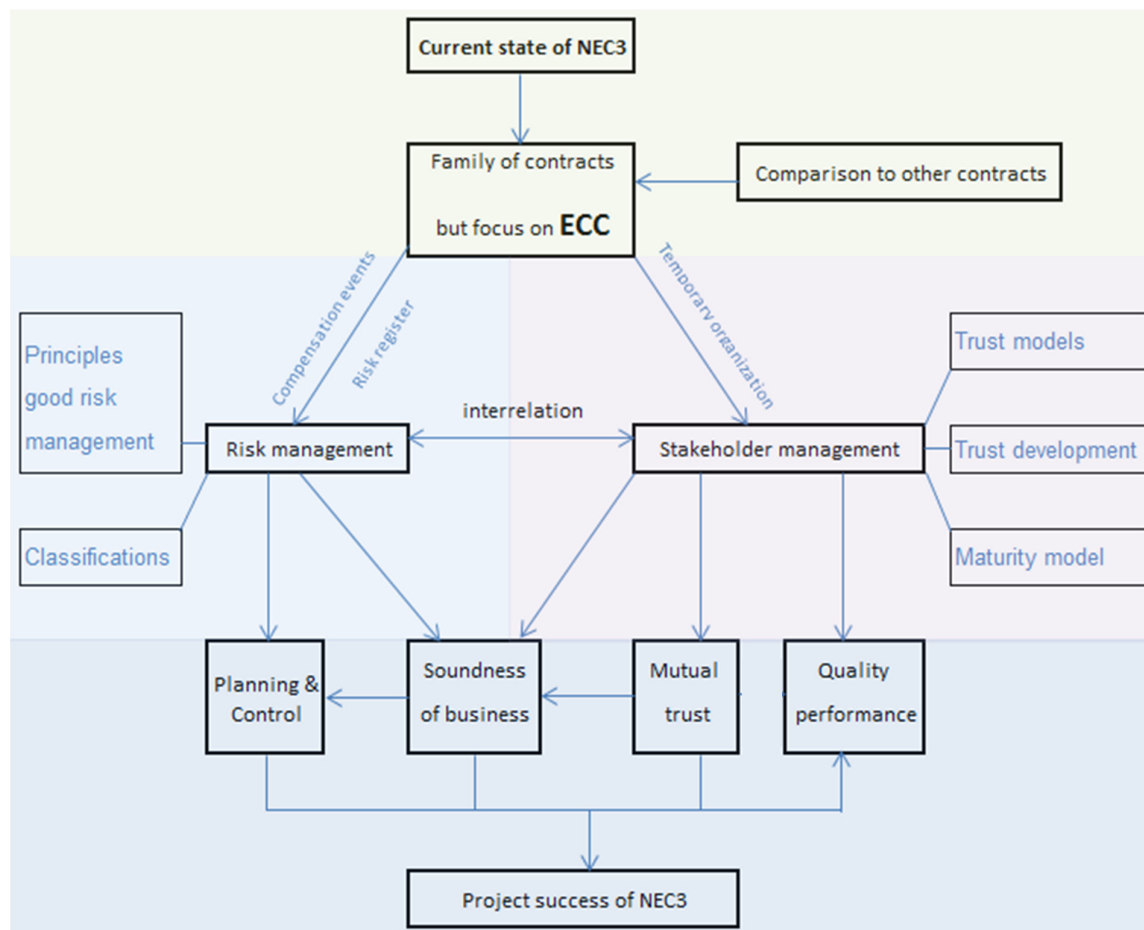 Current state of NEC3
Family of contracts
but focus on ECC
Comparison to other contracts
Compensation events
Risk register
Temporary organization
Principles
good risk
management
Classifications
Risk management
interrelation
Stakeholder management
Trust models
Trust development
Maturity model
Planning &
Control
Soundness
of business
Mutual
trust
Quality
performance
Project success of NEC3